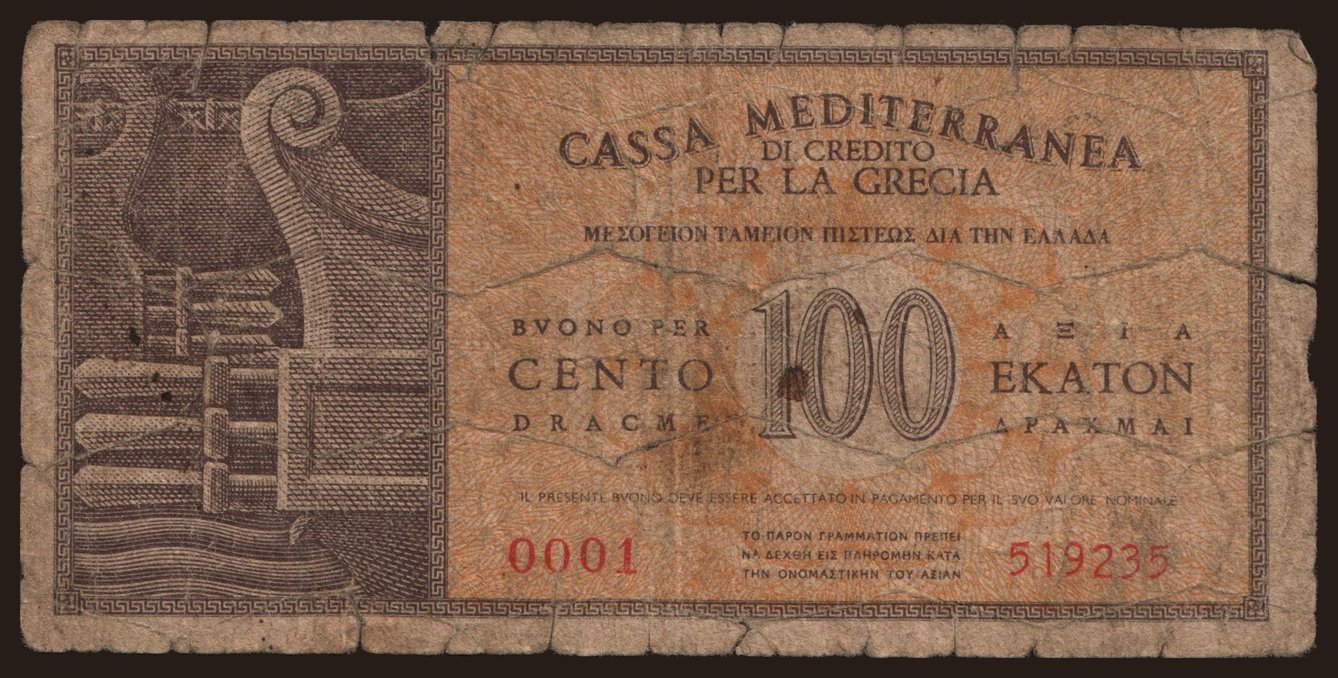 CASSA MEDITERRANEA
DI CREDITO
PER LA GRECIA
ΜΕΣΟΓΕΙΟΝ ΤΑΜΕΙΟΝ ΠΙΣΤΕΩΣ ΔΙΑ ΤΗΝ ΕΛΛΑΔΑ
BVONO PER
CENTO
DRACME
100
ΑΞΙΑ
ΕΚΑΤΟΝ
ΔΡΑΧΜΑΙ
IL PRESENTE BVONO DEVE ESSERE ACCETTATO IN PAGAMENTO PER IL SVO VALORE NOMINALE
0001
ΤΟ ΠΑΡΟΝ ΓΡΑΜΜΑΤΙΟΝ ΠΡΕΠΕΙ
ΝΑ ΔΕΧΘΗ ΕΙΣ ΠΛΗΡΟΜΗΝ ΚΑΤΑ
ΤΗΝ ΟΝΟΜΑΣΤΙΚΗΝ ΤΟΥ ΑΞΙΑΝ
519235